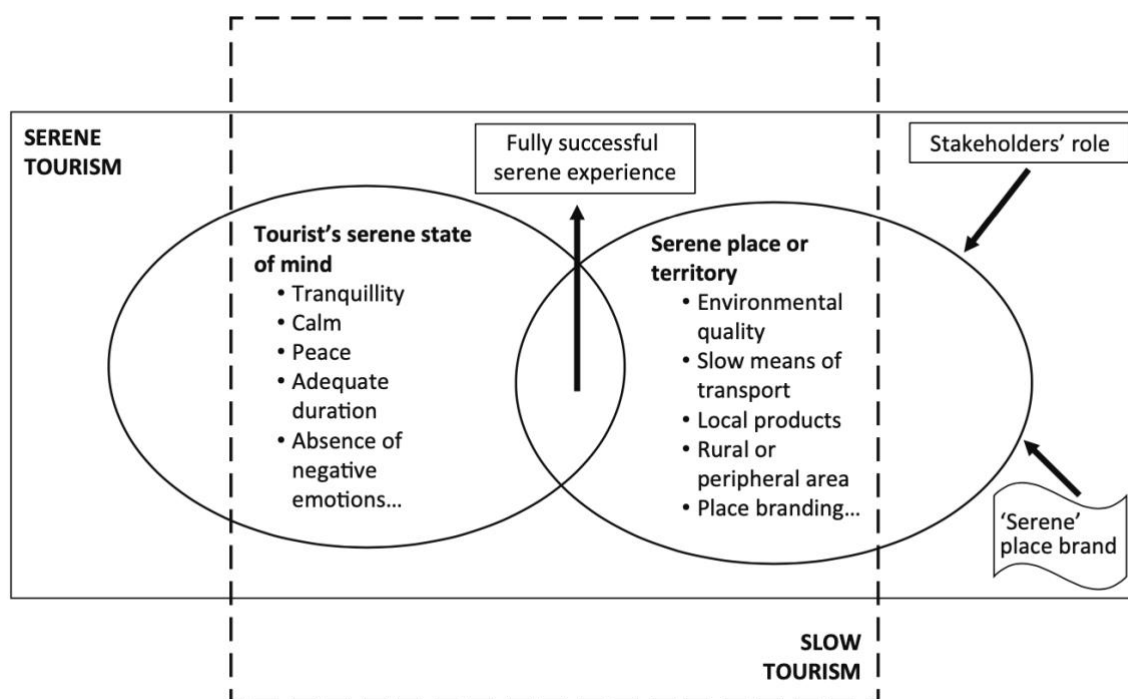 SERENE
TOURISM
Fully successful
serene experience
Stakeholders’ role
Tourist’s serene state
of mind
• Tranquillity
• Calm
• Peace
• Adequate
duration
• Absence of
negative
emotions…
Serene place or
territory
• Environmental
quality
• Slow means of
transport
• Local products
• Rural or
peripheral area
• Place branding…
‘Serene’
place brand
SLOW
TOURISM